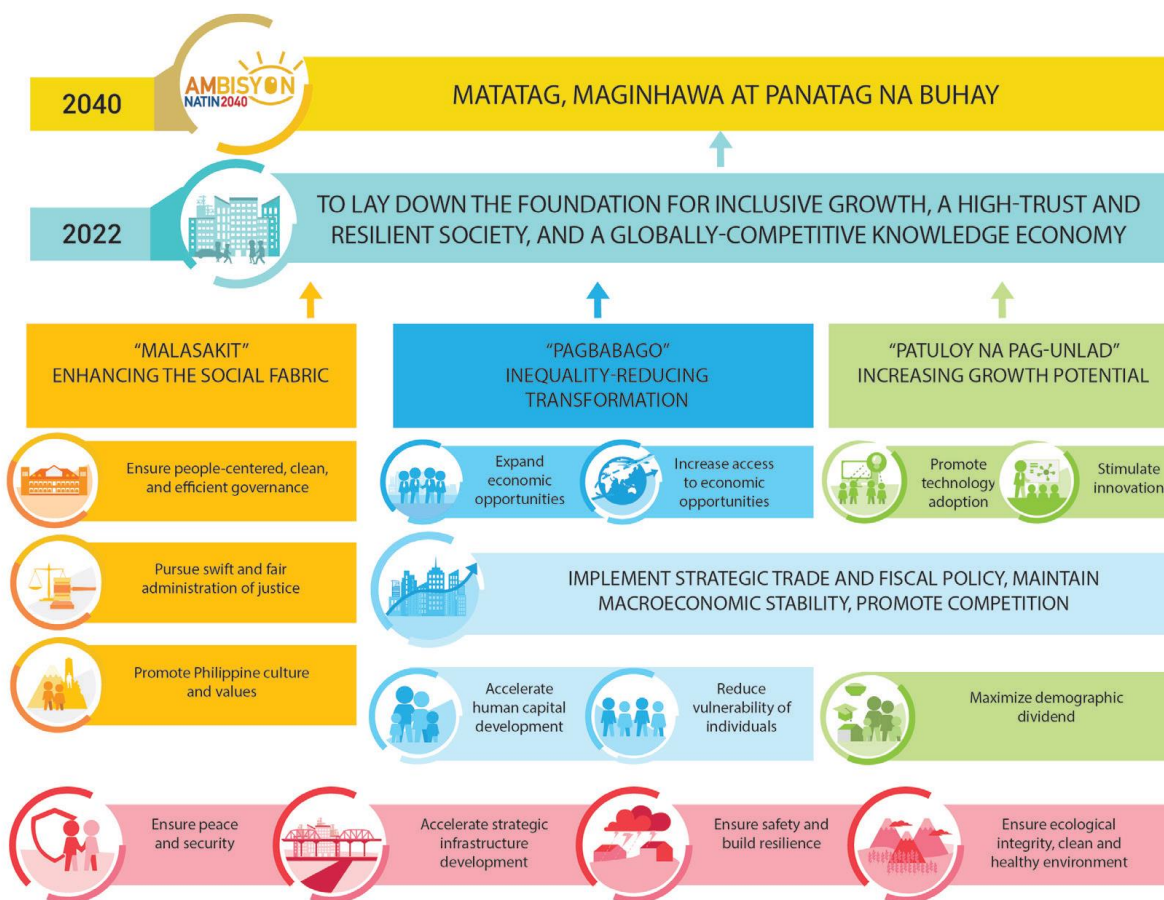 2040
AMBISYON
NATIN2040
MATATAG, MAGINHAWA AT PANATAG NA BUHAY
2022
TO LAY DOWN THE FOUNDATION FOR INCLUSIVE GROWTH, A HIGH-TRUST AND
RESILIENT SOCIETY, AND A GLOBALLY-COMPETITIVE KNOWLEDGE ECONOMY
“MALASAKIT”
ENHANCING THE SOCIAL FABRIC
“PAGBABAGO”
INEQUALITY-REDUCING
TRANSFORMATION
“PATULOY NA PAG-UNLAD”
INCREASING GROWTH POTENTIAL
Ensure people-centered, clean,
and efficient governance
Expand
economic
opportunities
Increase access
to economic
opportunities
Promote
technology
adoption
Stimulate
innovation
Pursue swift and fair
administration of justice
IMPLEMENT STRATEGIC TRADE AND FISCAL POLICY, MAINTAIN
MACROECONOMIC STABILITY, PROMOTE COMPETITION
Promote Philippine culture
and values
Accelerate
human capital
development
Reduce
vulnerability of
individuals
Maximize demographic
dividend
Ensure peace
and security
Accelerate strategic
infrastructure
development
Ensure safety and
build resilience
Ensure ecological
integrity, clean and
healthy environment